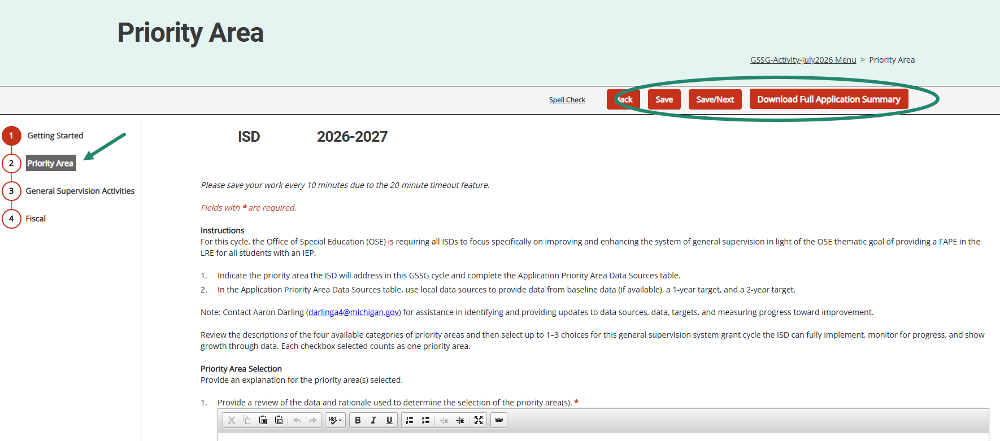 Priority Area
GSSG-Activity-July2026 Menu > Priority Area
Spell Check Back Save Save/Next Download Full Application Summary
1 Getting Started
2 Priority Area
3 General Supervision Activities
4 Fiscal
ISD 2026-2027
Please save your work every 10 minutes due to the 20-minute timeout feature.
Fields with * are required.
Instructions
For this cycle, the Office of Special Education (OSE) is requiring all ISDs to focus specifically on improving and enhancing the system of general supervision in light of the OSE thematic goal of providing a FAPE in the
LRE for all students with an IEP.
1. Indicate the priority area the ISD will address in this GSSG cycle and complete the Application Priority Area Data Sources table.
2. In the Application Priority Area Data Sources table, use local data sources to provide data from baseline data (if available), a 1-year target, and a 2-year target.
Note: Contact Aaron Darling (darlinga4@michigan.gov) for assistance in identifying and providing updates to data sources, data, targets, and measuring progress toward improvement.
Review the descriptions of the four available categories of priority areas and then select up to 1–3 choices for this general supervision system grant cycle the ISD can fully implement, monitor for progress, and show
growth through data. Each checkbox selected counts as one priority area.
Priority Area Selection
Provide an explanation for the priority area(s) selected.
1. Provide a review of the data and rationale used to determine the selection of the priority area(s). *
ABC B I U